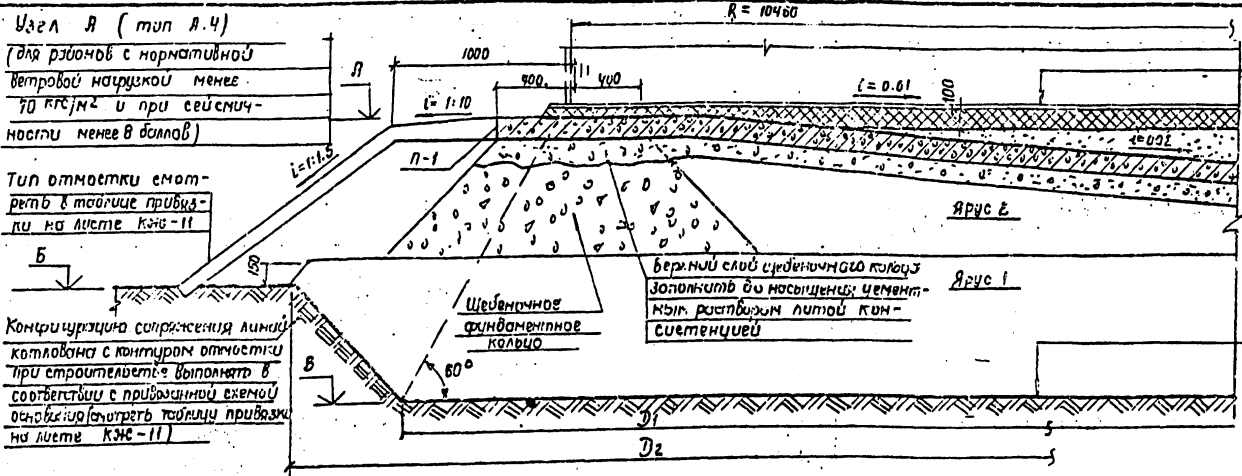 Узел А ( тип А.4)
(для районов с нормативной
ветровой нагрузкой менее
70 кгс/м2 и при сейсмич-
ности менее 8 баллов)
R = 10460
1000
А
400
400
i= 1:10
i= 0.01
100
i=1:1.5
П-1
Тип отмостки смот-
реть в таблице привяз-
ки на листе КЖ-11
Ярус 2
Б
150
Верхний слой щебеночного кольца
заполнить до насыщения цемент-
ным раствором литой кон-
систенцией
Ярус 1
Щебеночное
фундаментное
кольцо
Конфигурацию сопряжения линий
котлована с контуром отмостки
при строительстве выполнять в
соответствии с привязанной схемой
основания(смотреть таблицу привязки
на листе КЖ-11)
В
60°
D1
D2